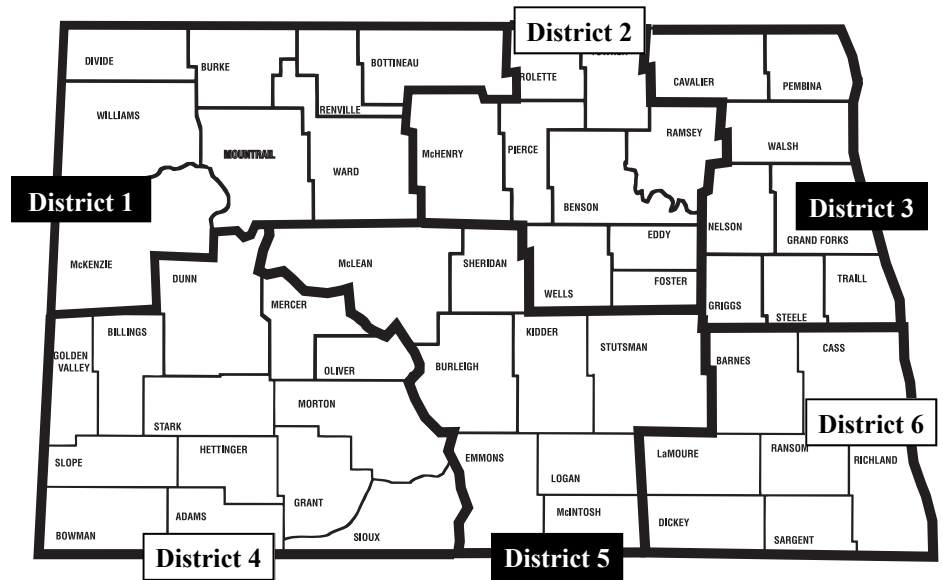 District 2
DIVIDE
BURKE
BOTTINEAU
ROLETTE
CAVALIER
PEMBINA
RENVILLE
WILLIAMS
RAMSEY
MOUNTRAIL
WARD
McHENRY
PIERCE
WALSH
District 1
BENSON
District 3
NELSON
GRAND FORKS
EDDY
McKENZIE
DUNN
McLEAN
SHERIDAN
WELLS
FOSTER
TRAILL
MERCER
GRIGGS
STEELE
BILLINGS
KIDDER
STUTSMAN
GOLDEN
VALLEY
BURLEIGH
BARNES
CASS
OLIVER
MORTON
STARK
District 6
HETTINGER
SLOPE
EMMONS
LaMOURE
RANSOM
RICHLAND
LOGAN
GRANT
ADAMS
McINTOSH
DICKEY
BOWMAN
SIOUX
SARGENT
District 4
District 5